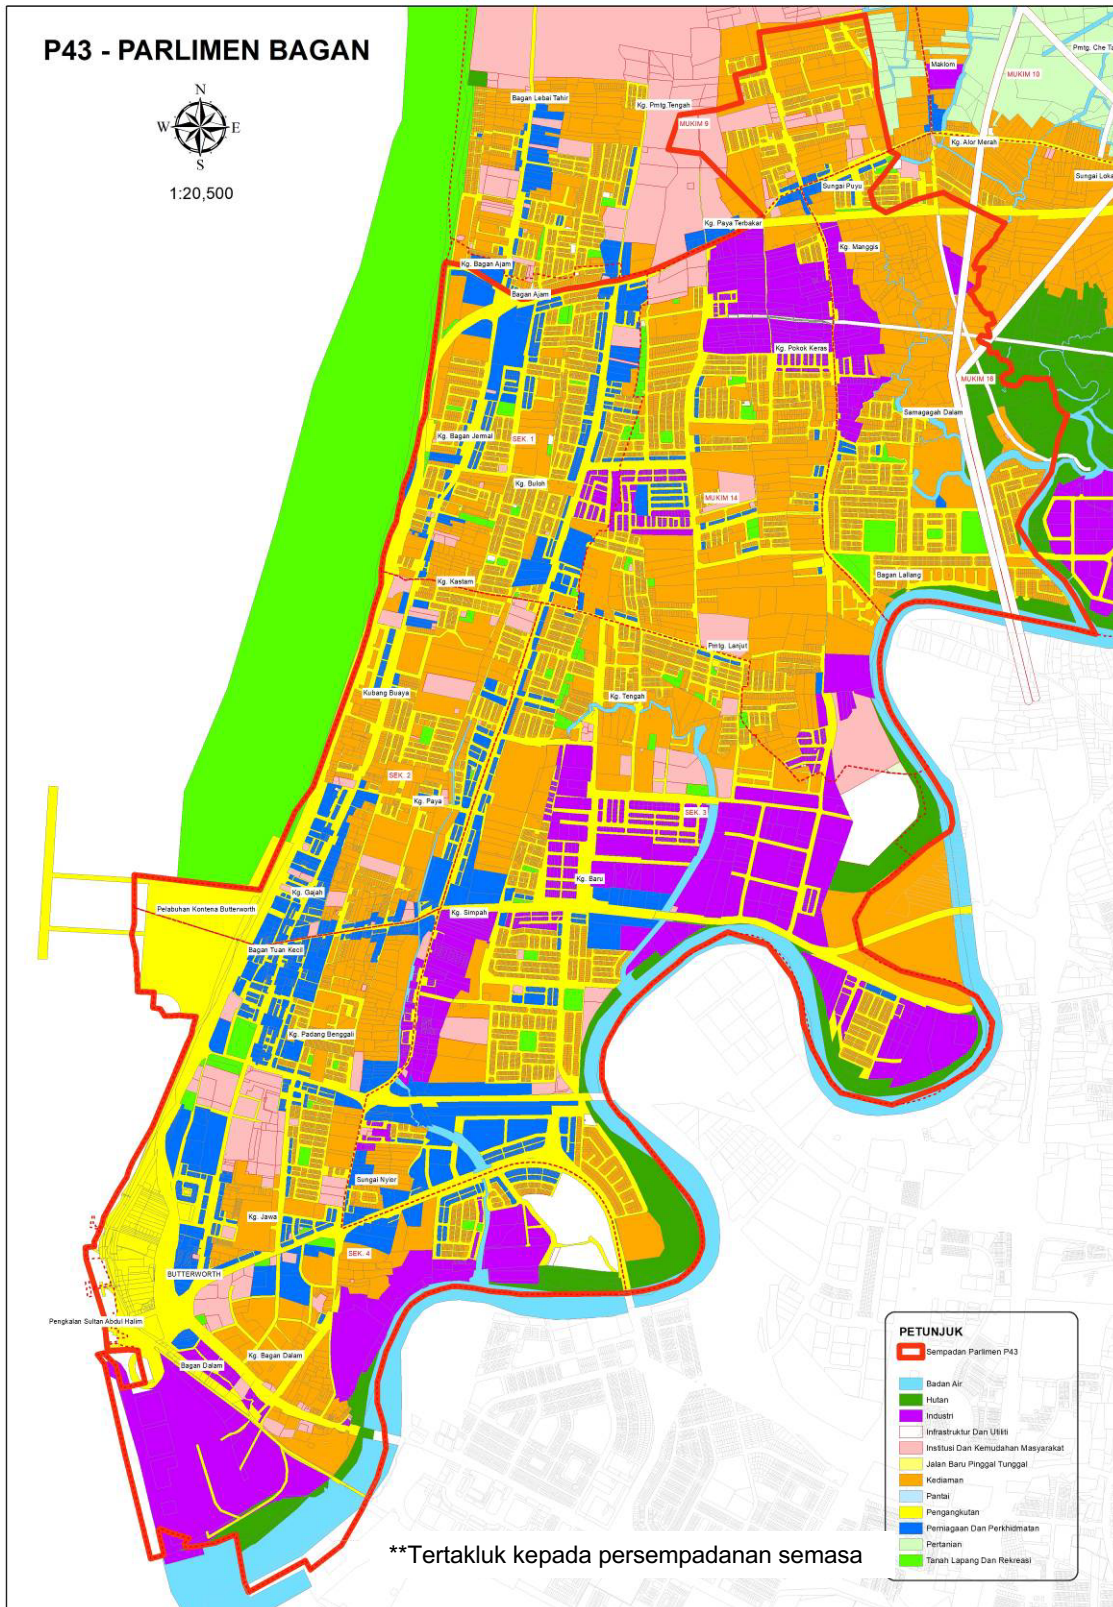 P43 - PARLIMEN BAGAN
N
W E
S
1:20,500
Pmtg. Che Ta
Maklom
MUKIM 10
Bagan Lebai Tahir
Kg. Pmtg.Tengah
MUKIM 9
Kg. Alor Merah
Sungai Loka
Sungai Puyu
Kg. Paya Terbakar
Kg. Manggis
Kg. Bagan Ajam
Bagan Ajam
Kg. Pokok Keras
MUKIM 16
Samagagah Dalam
Kg. Bagan Jermal
SEK. 1
Kg. Buloh
MUKIM 14
Kg. Kastam
Bagan Lallang
Pmtg. Lanjut
Kubang Buaya
Kg. Tengah
SEK. 2
Kg. Paya
SEK. 3
Kg. Gajah
Kg. Baru
Pelabuhan Kontena Butterworth
Kg. Simpah
Bagan Tuan Kecil
Kg. Padang Benggali
Sungai Nyior
Kg. Jawa
SEK. 4
BUTTERWORTH
Pengkalan Sultan Abdul Halim
Kg. Bagan Dalam
Bagan Dalam
PETUNJUK
Sempadan Parlimen P43
Badan Air
Hutan
Industri
Infrastruktur Dan Utiliti
Institusi Dan Kemudahan Masyarakat
Jalan Baru Pinggal Tunggal
Kediaman
Pantai
Pengangkutan
Perniagaan Dan Perkhidmatan
Pertanian
Tanah Lapang Dan Rekreasi
**Tertakluk kepada persempadanan semasa